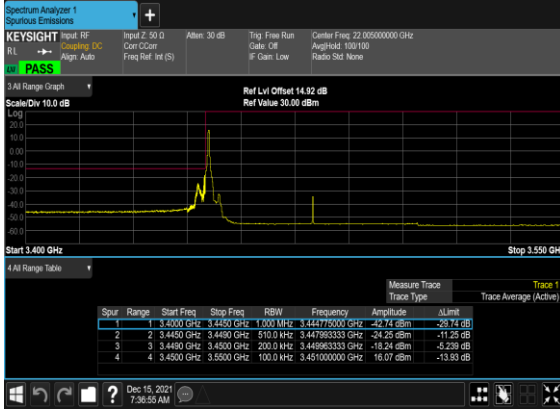 Spectrum Analyzer 1
Spurious Emissions
+
KEYSIGHT Input: RF Input Z: 50 Ω Atten: 30 dB Trig: Free Run Center Freq: 22.005000000 GHz
RL Coupling: DC Corr CCorr Gate: Off Avg|Hold: 100/100
Align: Auto Freq Ref: Int (S) IF Gain: Low Radio Std: None
PASS
3 All Range Graph
Ref Lvl Offset 14.92 dB
Scale/Div 10.0 dB Ref Value 30.00 dBm
Log
20.0
10.0
0.00
-10.0
-20.0
-30.0
-40.0
-50.0
-60.0
Start 3.400 GHz Stop 3.550 GH
4 All Range Table
Measure Trace Trace 1
Trace Type Trace Average (Active)
Spur Range Start Freq Stop Freq RBW Frequency Amplitude ΔLimit
1 1 3.4000 GHz 3.4450 GHz 1.000 MHz 3.444775000 GHz -42.74 dBm -29.74 dB
2 2 3.4450 GHz 3.4490 GHz 510.0 kHz 3.447993333 GHz -24.25 dBm -11.25 dB
3 3 3.4490 GHz 3.4500 GHz 200.0 kHz 3.449963333 GHz -18.24 dBm -5.239 dB
4 4 3.4500 GHz 3.5500 GHz 100.0 kHz 3.451000000 GHz 16.07 dBm -13.93 dB
? Dec 15, 2021
7:36:55 AM